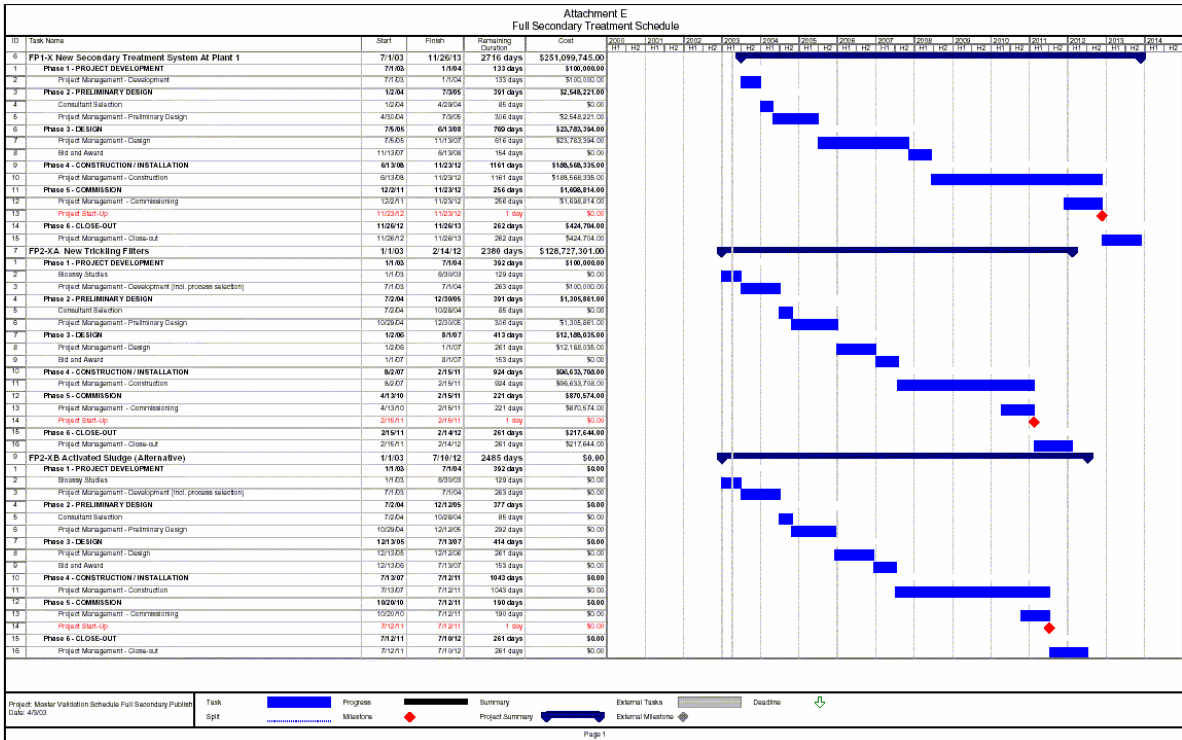 Attachment E
Full Secondary Treatment Schedule
ID Task Name Start Finish Remaining Duration Cost 2000 2001 2002 2003 2004 2005 2006 2007 2008 2009 2010 2011 2012 2013 2014
H1 H2 H1 H2 H1 H2 H1 H2 H1 H2 H1 H2 H1 H2 H1 H2 H1 H2 H1 H2 H1 H2 H1 H2 H1 H2 H1 H2 H1 H2
6 FP1-X New Secondary Treatment System At Plant 1 7/1/03 11/26/13 2716 days $251,099,745.00
1 Phase 1 - PROJECT DEVELOPMENT 7/1/03 1/1/04 133 days $100,000.00
2 Project Management - Development 7/1/03 1/1/04 133 days $100,000.00
3 Phase 2 - PRELIMINARY DESIGN 1/2/04 7/3/05 391 days $2,548,221.00
4 Consultant Selection 1/2/04 4/29/04 85 days $0.00
5 Project Management - Preliminary Design 4/30/04 7/3/05 306 days $2,548,221.00
6 Phase 3 - DESIGN 7/5/05 6/13/08 769 days $23,783,394.00
7 Project Management - Design 7/5/05 11/13/07 616 days $23,783,394.00
8 Bid and Award 11/13/07 6/13/08 154 days $0.00
9 Phase 4 - CONSTRUCTION / INSTALLATION 6/13/08 11/23/12 1161 days $188,568,335.00
10 Project Management - Construction 6/13/08 11/23/12 1161 days $188,568,335.00
11 Phase 5 - COMMISSION 12/2/11 11/23/12 256 days $1,698,814.00
12 Project Management - Commissioning 12/2/11 11/23/12 256 days $1,698,814.00
13 Project Start-Up 11/23/12 11/23/12 1 day $0.00
14 Phase 6 - CLOSE-OUT 11/26/12 11/26/13 262 days $424,704.00
15 Project Management - Close-out 11/26/12 11/26/13 262 days $424,704.00
7 FP2-XA New Trickling Filters 1/1/03 2/14/12 2380 days $128,727,301.00
1 Phase 1 - PROJECT DEVELOPMENT 1/1/03 7/1/04 392 days $100,000.00
2 Bioassy Studies 1/1/03 6/30/03 129 days $0.00
3 Project Management - Development (incl. process selection) 7/1/03 7/1/04 263 days $100,000.00
4 Phase 2 - PRELIMINARY DESIGN 7/2/04 12/30/05 391 days $1,305,861.00
5 Consultant Selection 7/2/04 10/28/04 85 days $0.00
6 Project Management - Preliminary Design 10/29/04 12/30/05 306 days $1,305,861.00
7 Phase 3 - DESIGN 1/2/06 8/1/07 413 days $12,188,035.00
8 Project Management - Design 1/2/06 1/1/07 261 days $12,188,035.00
9 Bid and Award 1/1/07 8/1/07 153 days $0.00
10 Phase 4 - CONSTRUCTION / INSTALLATION 8/2/07 2/15/11 924 days $96,633,708.00
11 Project Management - Construction 8/2/07 2/15/11 924 days $96,633,708.00
12 Phase 5 - COMMISSION 4/13/10 2/15/11 221 days $870,574.00
13 Project Management - Commissioning 4/13/10 2/15/11 221 days $870,574.00
14 Project Start-Up 2/15/11 2/15/11 1 day $0.00
15 Phase 6 - CLOSE-OUT 2/15/11 2/14/12 261 days $217,644.00
16 Project Management - Close-out 2/15/11 2/14/12 261 days $217,644.00
9 FP2-XB Activated Sludge (Alternative) 1/1/03 7/10/12 2485 days $0.00
1 Phase 1 - PROJECT DEVELOPMENT 1/1/03 7/1/04 392 days $0.00
2 Bioassy Studies 1/1/03 6/30/03 129 days $0.00
3 Project Management - Development (incl. process selection) 7/1/03 7/1/04 263 days $0.00
4 Phase 2 - PRELIMINARY DESIGN 7/2/04 12/12/05 377 days $0.00
5 Consultant Selection 7/2/04 10/28/04 85 days $0.00
6 Project Management - Preliminary Design 10/29/04 12/12/05 292 days $0.00
7 Phase 3 - DESIGN 12/13/05 7/13/07 414 days $0.00
8 Project Management - Design 12/13/05 12/12/06 261 days $0.00
9 Bid and Award 12/13/06 7/13/07 153 days $0.00
10 Phase 4 - CONSTRUCTION / INSTALLATION 7/13/07 7/12/11 1043 days $0.00
11 Project Management - Construction 7/13/07 7/12/11 1043 days $0.00
12 Phase 5 - COMMISSION 10/20/10 7/12/11 190 days $0.00
13 Project Management - Commissioning 10/20/10 7/12/11 190 days $0.00
14 Project Start-Up 7/12/11 7/12/11 1 day $0.00
15 Phase 6 - CLOSE-OUT 7/12/11 7/10/12 261 days $0.00
16 Project Management - Close-out 7/12/11 7/10/12 261 days $0.00
Project: Master Validation Schedule Full Secondary.Publish
Date: 4/3/03
Task Progress Summary External Tasks Deadline
Split Milestone Project Summary External Milestone
Page 1